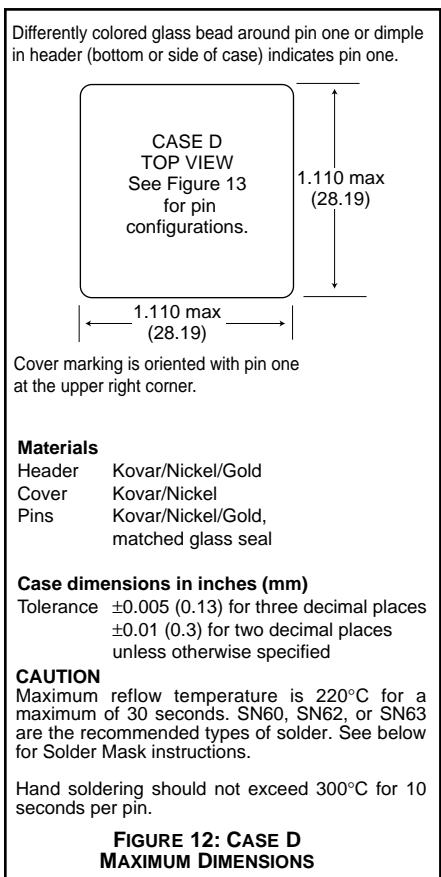 Differently colored glass bead around pin one or dimple
in header (bottom or side of case) indicates pin one.
CASE D
TOP VIEW
See Figure 13
for pin
configurations.
1.110 max
(28.19)
1.110 max
(28.19)
Cover marking is oriented with pin one
at the upper right corner.
Materials
Header Kovar/Nickel/Gold
Cover Kovar/Nickel
Pins Kovar/Nickel/Gold,
matched glass seal
Case dimensions in inches (mm)
Tolerance ±0.005 (0.13) for three decimal places
±0.01 (0.3) for two decimal places
unless otherwise specified
CAUTION
Maximum reflow temperature is 220°C for a
maximum of 30 seconds. SN60, SN62, or SN63
are the recommended types of solder. See below
for Solder Mask instructions.
Hand soldering should not exceed 300°C for 10
seconds per pin.
FIGURE 12: CASE D
MAXIMUM DIMENSIONS